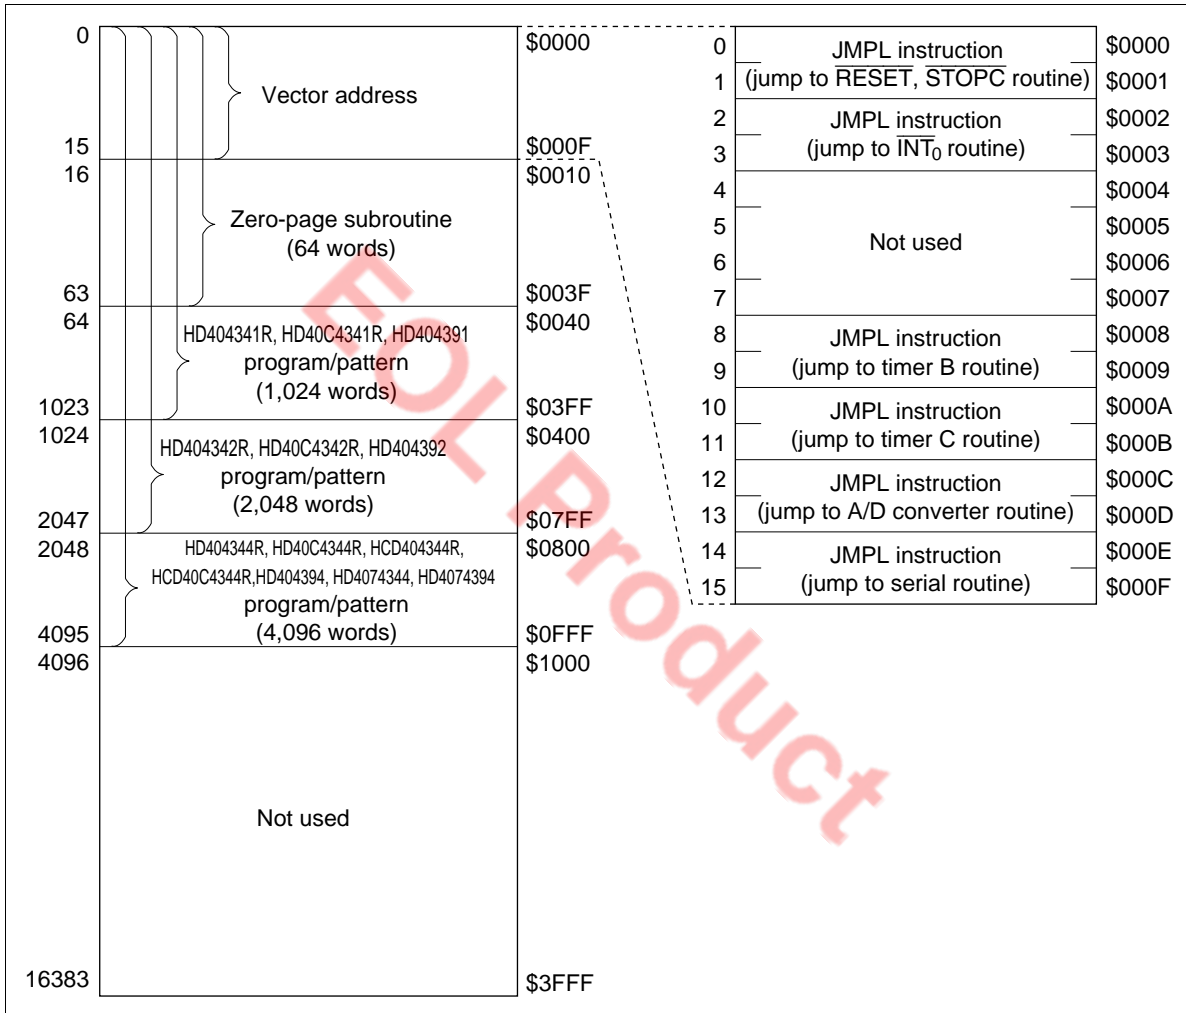 0
$0000
Vector address
15
$000F
16
$0010
Zero-page subroutine
(64 words)
63
$003F
64
$0040
HD404341R, HD40C4341R, HD404391
program/pattern
(1,024 words)
1023
$03FF
1024
$0400
HD404342R, HD40C4342R, HD404392
program/pattern
(2,048 words)
2047
$07FF
2048
$0800
HD404344R, HD40C4344R, HCD404344R,
HCD40C4344R,HD404394, HD4074344, HD4074394
program/pattern
(4,096 words)
4095
$0FFF
4096
$1000
Not used
16383
$3FFF
0
JMPL instruction
$0000
1
(jump to RESET, STOPC routine)
$0001
2
JMPL instruction
$0002
3
(jump to INT0 routine)
$0003
4
$0004
5
$0005
Not used
6
$0006
7
$0007
8
JMPL instruction
$0008
9
(jump to timer B routine)
$0009
10
JMPL instruction
$000A
11
(jump to timer C routine)
$000B
12
JMPL instruction
$000C
13
(jump to A/D converter routine)
$000D
14
JMPL instruction
$000E
15
(jump to serial routine)
$000F
EOL Product